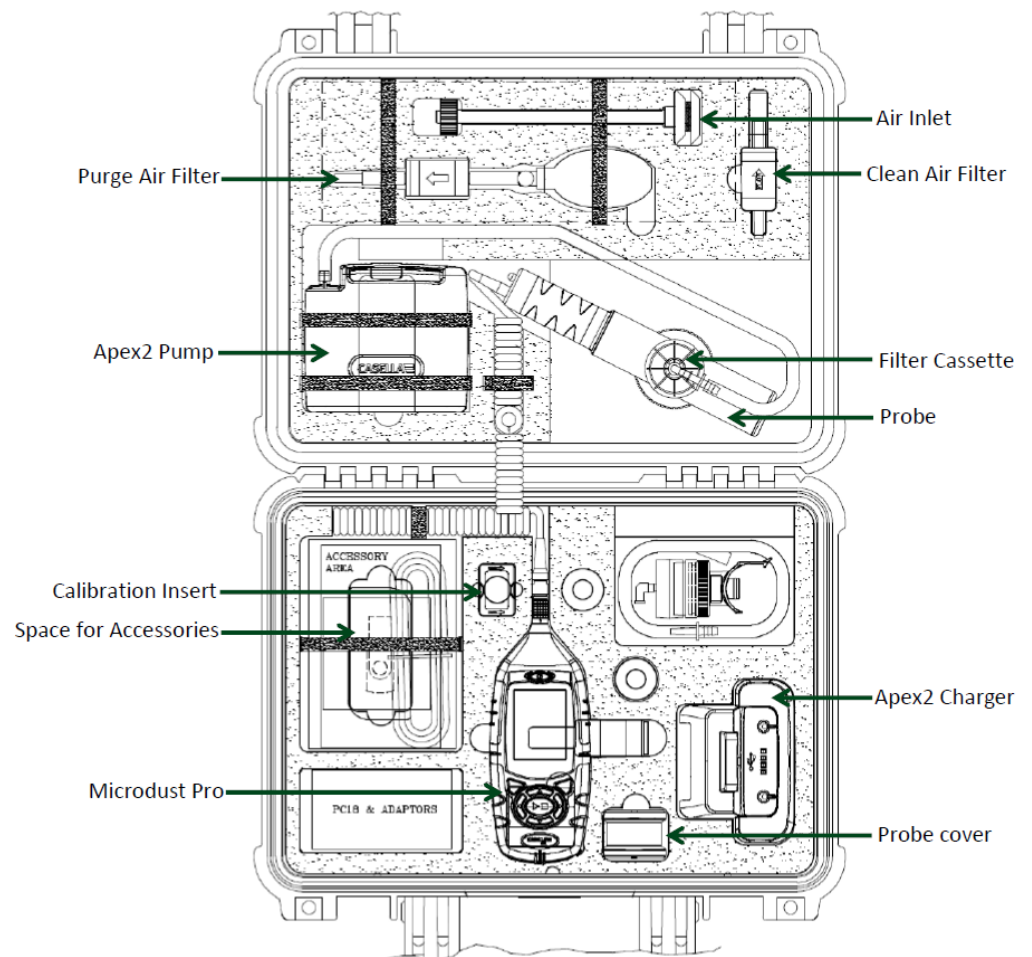 Air Inlet
Purge Air Filter
Clean Air Filter
Apex2 Pump
CASELLA
Filter Cassette
Probe
ACCESSORY
AREA
Calibration Insert
Space for Accessories
Apex2 Charger
Microdust Pro
PC18 & ADAPTORS
Probe cover